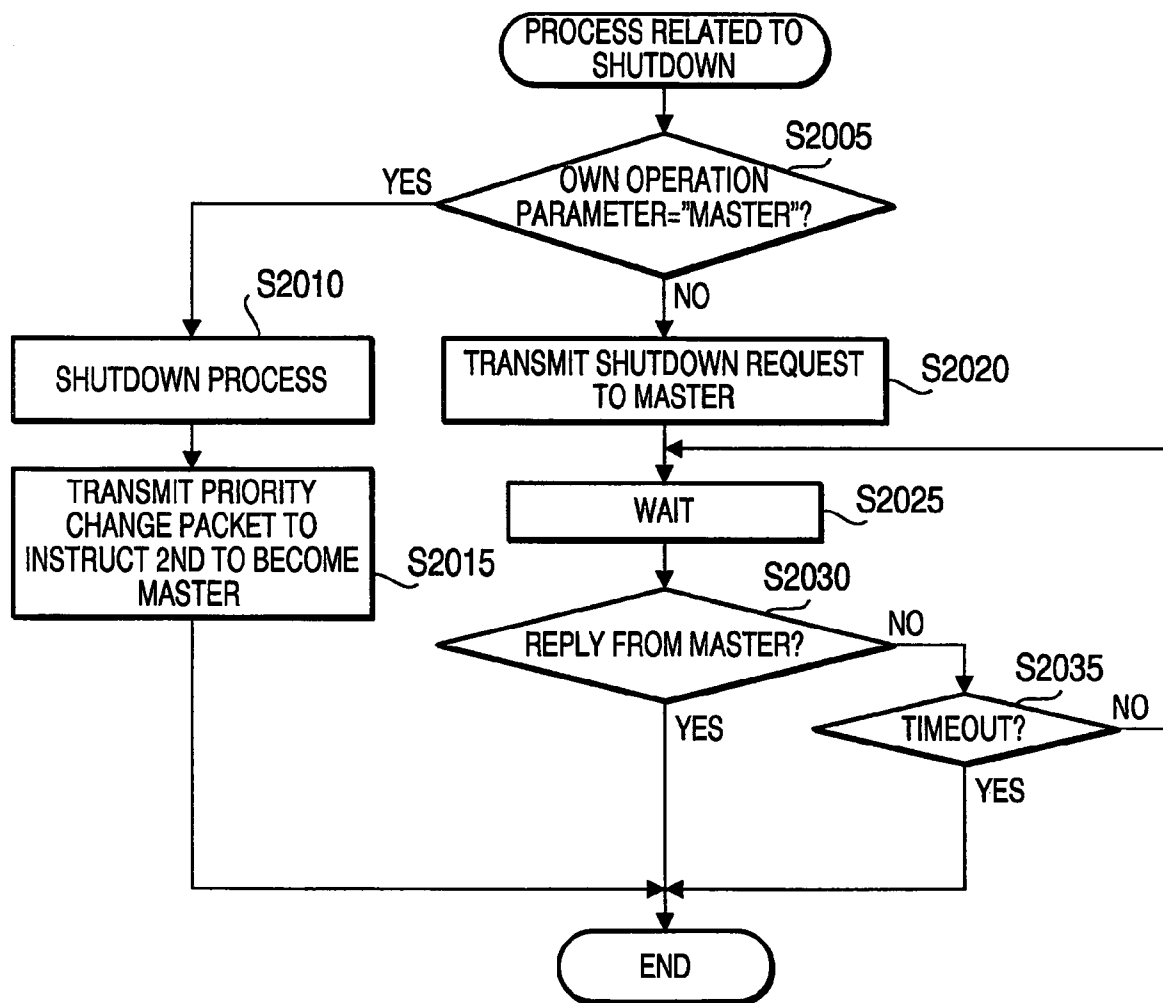 PROCESS RELATED TO
SHUTDOWN
S2005
YES
OWN OPERATION
PARAMETER="MASTER"?
S2010
NO
SHUTDOWN PROCESS
TRANSMIT SHUTDOWN REQUEST
TO MASTER
S2020
TRANSMIT PRIORITY
CHANGE PACKET TO
INSTRUCT 2ND TO BECOME
MASTER
S2015
WAIT
S2025
S2030
REPLY FROM MASTER?
NO
S2035
YES
TIMEOUT?
NO
YES
END